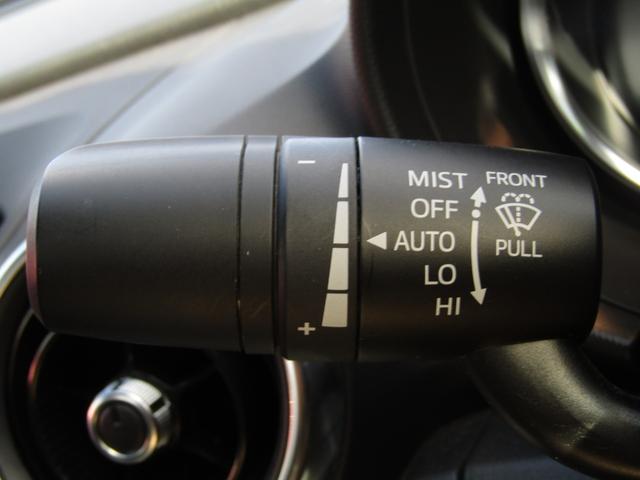 −
+
MIST
OFF
AUTO
LO
HI
FRONT
PULL